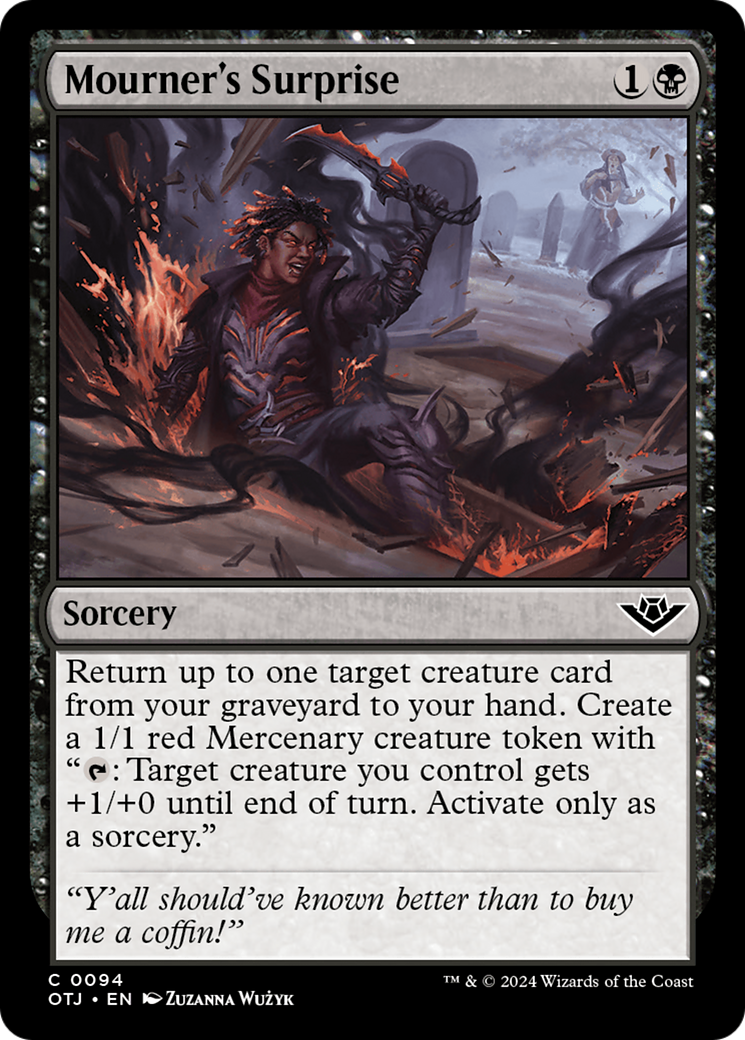 Mourner's Surprise 1
Sorcery
Return up to one target creature card
from your graveyard to your hand. Create
a 1/1 red Mercenary creature token with
“ : Target creature you control gets
+1/+0 until end of turn. Activate only as
a sorcery.”
“Y'all should've known better than to buy
me a coffin!”
C 0094
™ & © 2024 Wizards of the Coast
OTJ • EN Zuzanna Wużyk